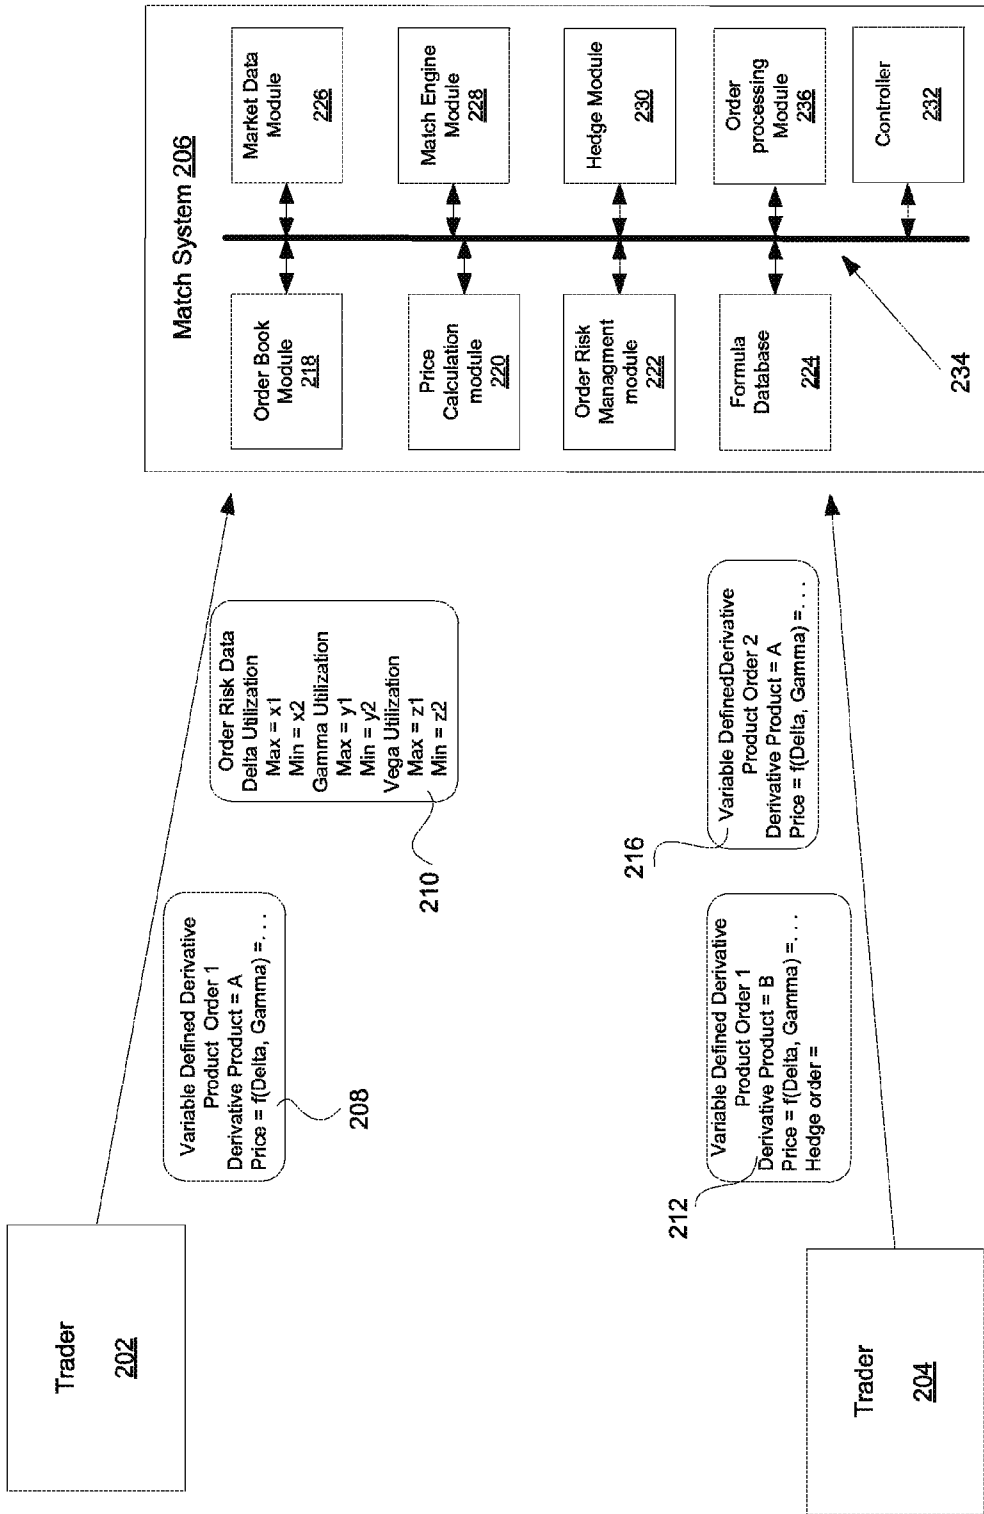 Trader
202
Variable Defined Derivative
Product Order 1
Derivative Product = A
Price = f(Delta, Gamma) =. . .
208
Order Risk Data
Delta Utilization
Max = x1
Min = x2
Gamma Utilization
Max = y1
Min = y2
Vega Utilization
Max = z1
Min = z2
210
Trader
204
Variable Defined Derivative
Product Order 1
Derivative Product = B
Price = f(Delta, Gamma) =. . .
Hedge order =
212
Variable DefinedDerivative
Product Order 2
Derivative Product = A
Price = f(Delta, Gamma) =. . .
216
Match System 206
Order Book
Module
218
Price
Calculation
module
220
Order Risk
Managment
module
222
Formula
Database
224
Market Data
Module
226
Match Engine
Module
228
Hedge Module
230
Order
processing
Module
236
Controller
232
234